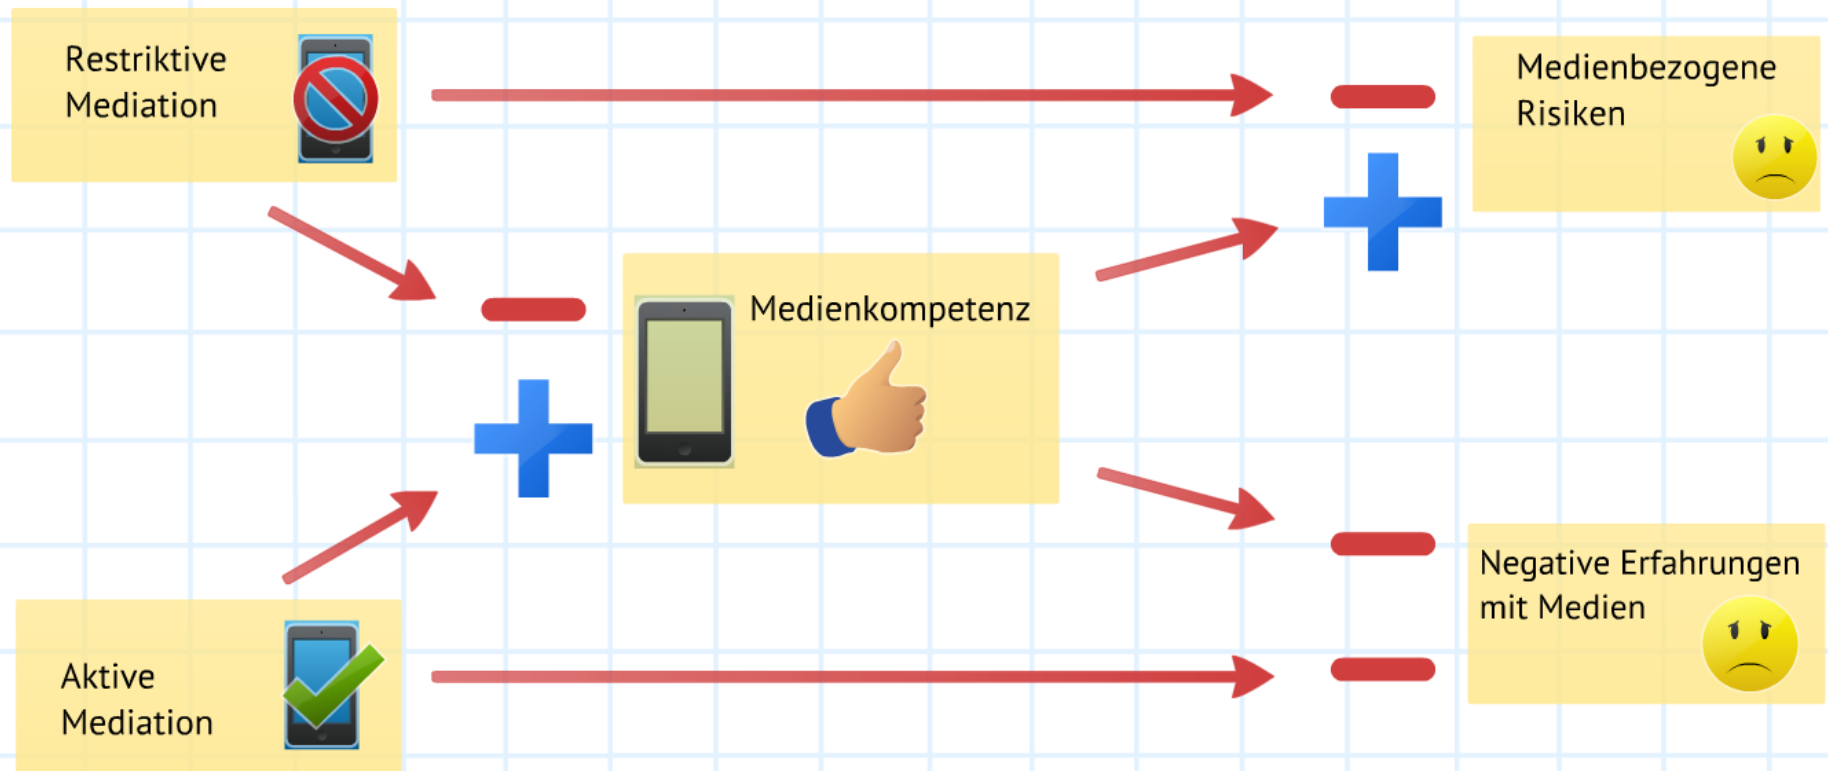 Restriktive
Mediation
Medienbezogene
Risiken
Medienkompetenz
Negative Erfahrungen
mit Medien
Aktive
Mediation